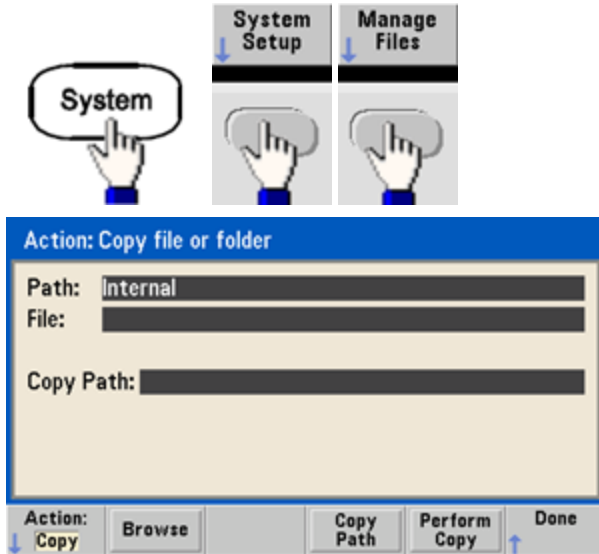 System
System
Setup
Manage
Files
Action: Copy file or folder
Path: Internal
File:
Copy Path:
Action:
Copy
Browse
Copy
Path
Perform
Copy
Done